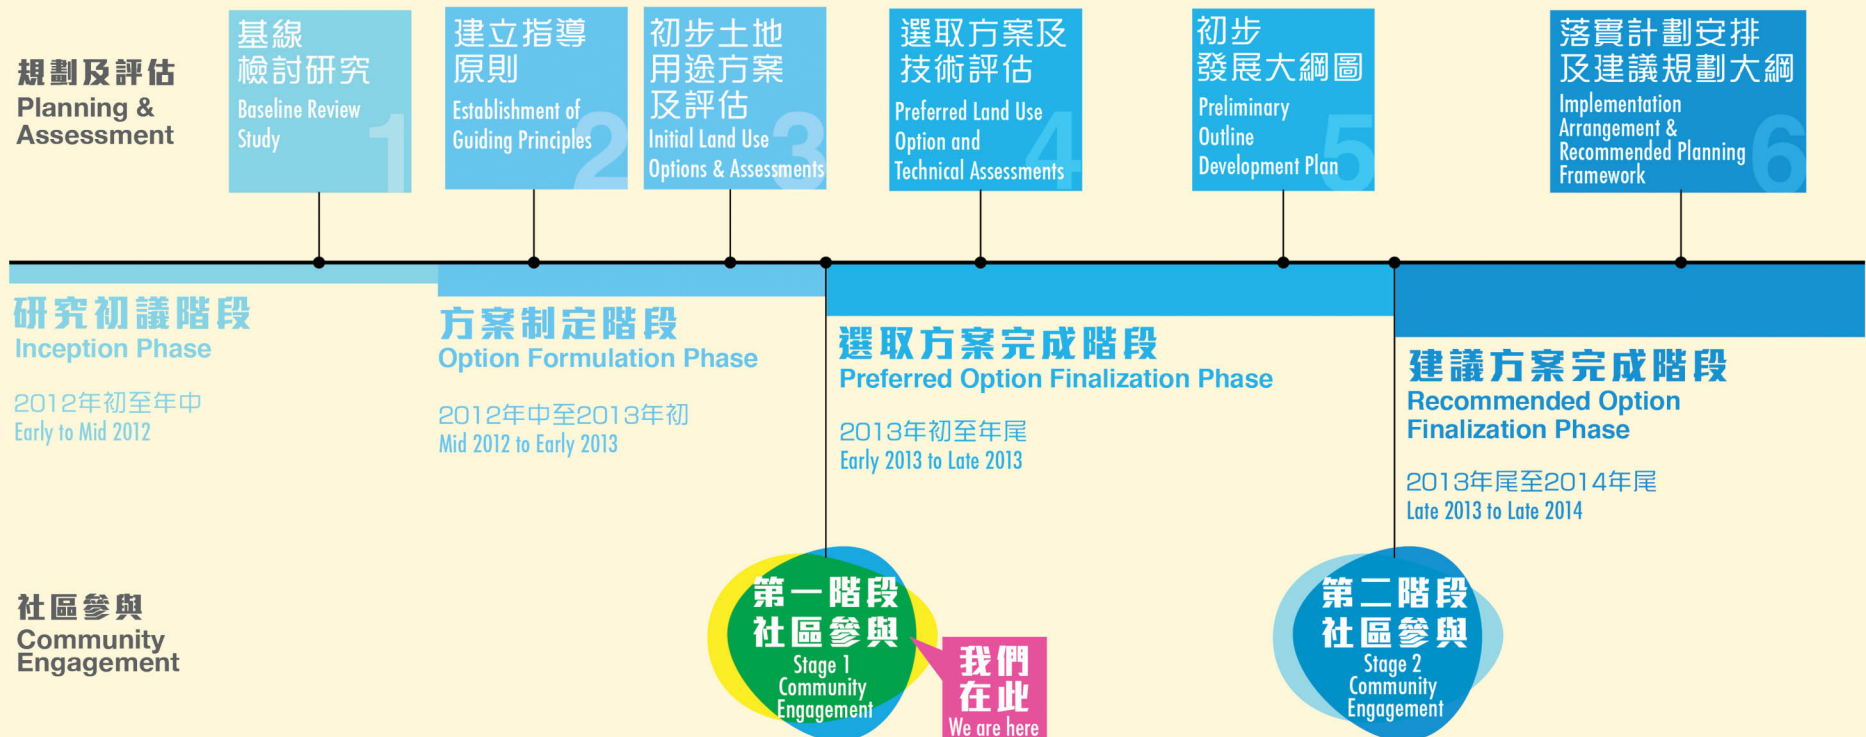 規劃及評估
Planning &
Assessment
基線
檢討研究
Baseline Review
Study
1
建立指導
原則
Establishment of
Guiding Principles
2
初步土地
用途方案
及評估
Initial Land Use
Options & Assessments
3
選取方案及
技術評估
Preferred Land Use
Option and
Technical Assessments
4
初步
發展大綱圖
Preliminary
Outline
Development Plan
5
落實計劃安排
及建議規劃大綱
Implementation
Arrangement &
Recommended Planning
Framework
6
研究初議階段
Inception Phase
2012年初至年中
Early to Mid 2012
方案制定階段
Option Formulation Phase
2012年中至2013年初
Mid 2012 to Early 2013
選取方案完成階段
Preferred Option Finalization Phase
2013年初至年尾
Early 2013 to Late 2013
建議方案完成階段
Recommended Option
Finalization Phase
2013年尾至2014年尾
Late 2013 to Late 2014
社區參與
Community
Engagement
第一階段
社區參與
Stage 1
Community
Engagement
我們
在此
We are here
第二階段
社區參與
Stage 2
Community
Engagement